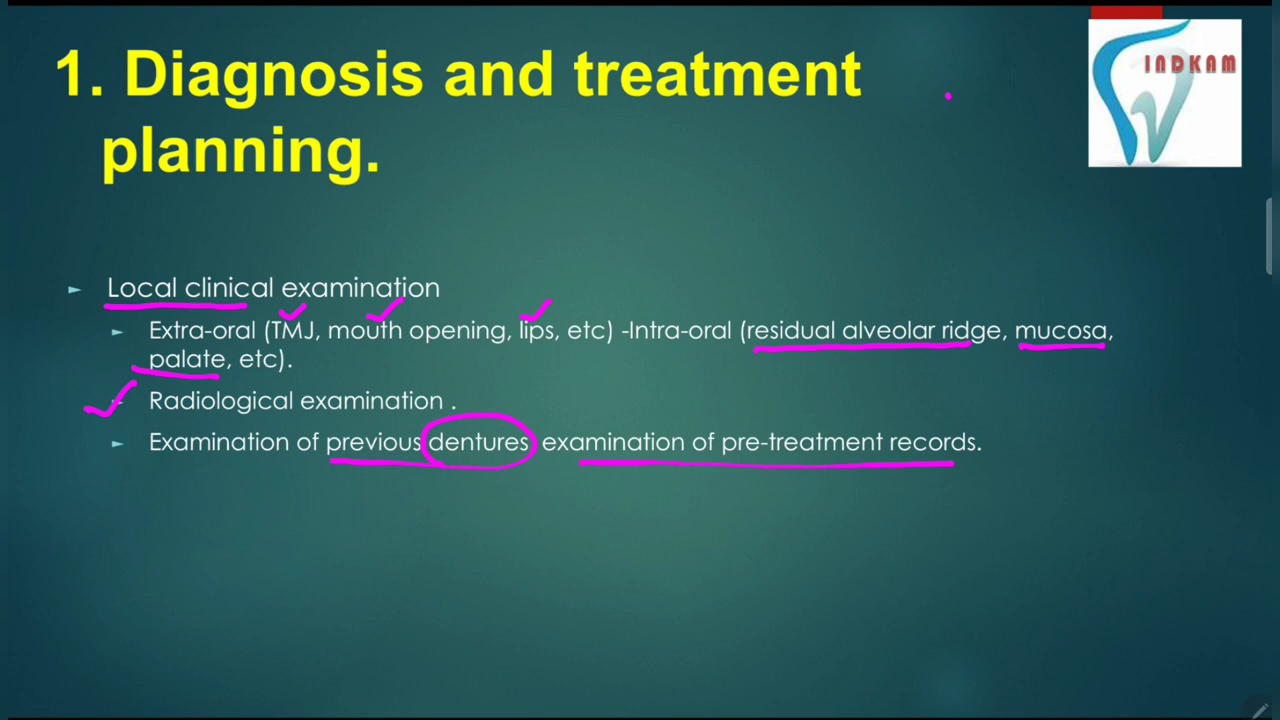 1. Diagnosis and treatment
planning.
INDKAM
Local clinical examination
Extra-oral (TMJ, mouth opening, lips, etc) -Intra-oral (residual alveolar ridge, mucosa,
palate, etc).
Radiological examination .
Examination of previous dentures examination of pre-treatment records.